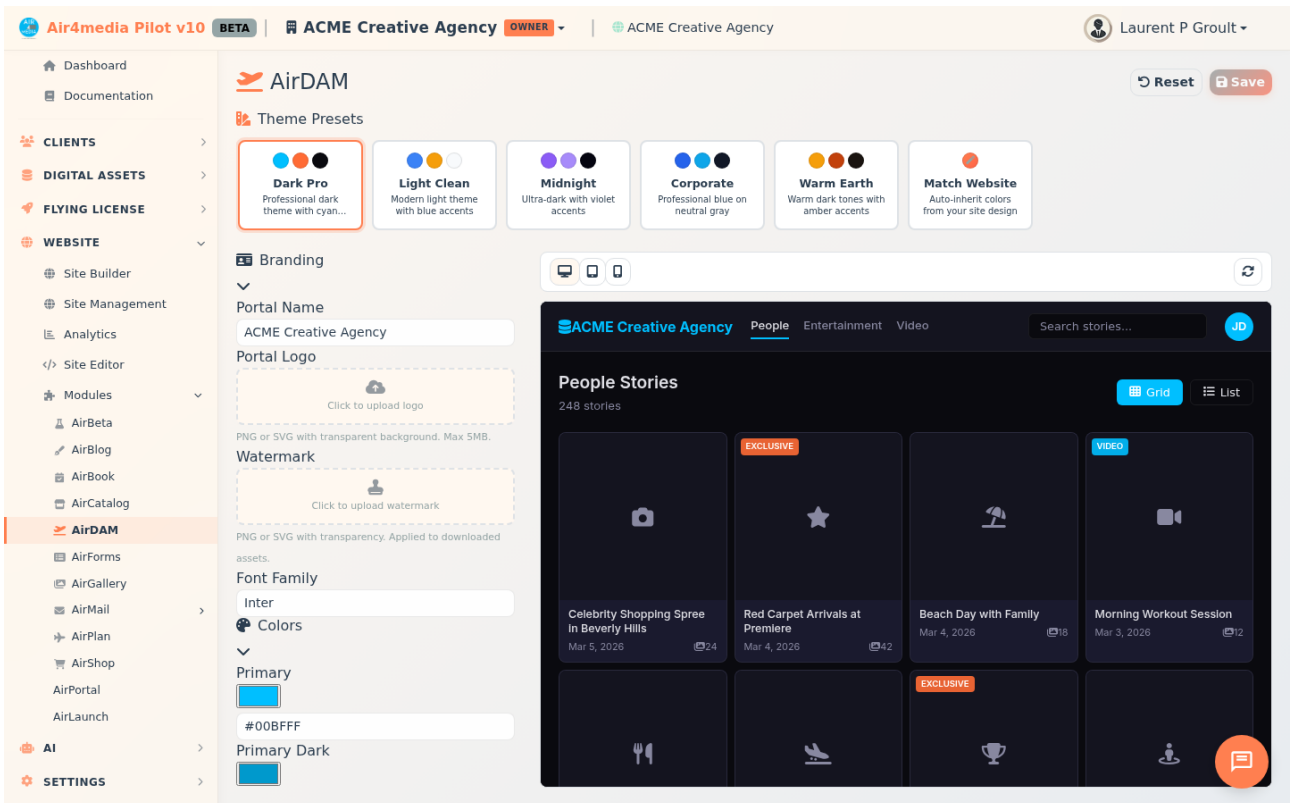 Air4media Pilot v10 BETA
ACME Creative Agency OWNER
ACME Creative Agency
Laurent P Groult
Dashboard
Documentation
CLIENTS
DIGITAL ASSETS
FLYING LICENSE
WEBSITE
Site Builder
Site Management
Analytics
Site Editor
Modules
AirBeta
AirBlog
AirBook
AirCatalog
AirDAM
AirForms
AirGallery
AirMail
AirPlan
AirShop
AirPortal
AirLaunch
AI
SETTINGS
AirDAM
Reset
Save
Theme Presets
Dark Pro
Professional dark
theme with cyan...
Light Clean
Modern light theme
with blue accents
Midnight
Ultra-dark with violet
accents
Corporate
Professional blue on
neutral gray
Warm Earth
Warm dark tones with
amber accents
Match Website
Auto-inherit colors
from your site design
Branding
Portal Name
ACME Creative Agency
Portal Logo
Click to upload logo
PNG or SVG with transparent background. Max 5MB.
Watermark
Click to upload watermark
PNG or SVG with transparency. Applied to downloaded
assets.
Font Family
Inter
Colors
Primary
#00BFFF
Primary Dark
ACME Creative Agency
People
Entertainment
Video
Search stories...
JD
People Stories
248 stories
Grid
List
EXCLUSIVE
VIDEO
Celebrity Shopping Spree
in Beverly Hills
Mar 5, 2026
24
Red Carpet Arrivals at
Premiere
Mar 4, 2026
42
Beach Day with Family
Mar 4, 2026
18
Morning Workout Session
Mar 3, 2026
12
EXCLUSIVE